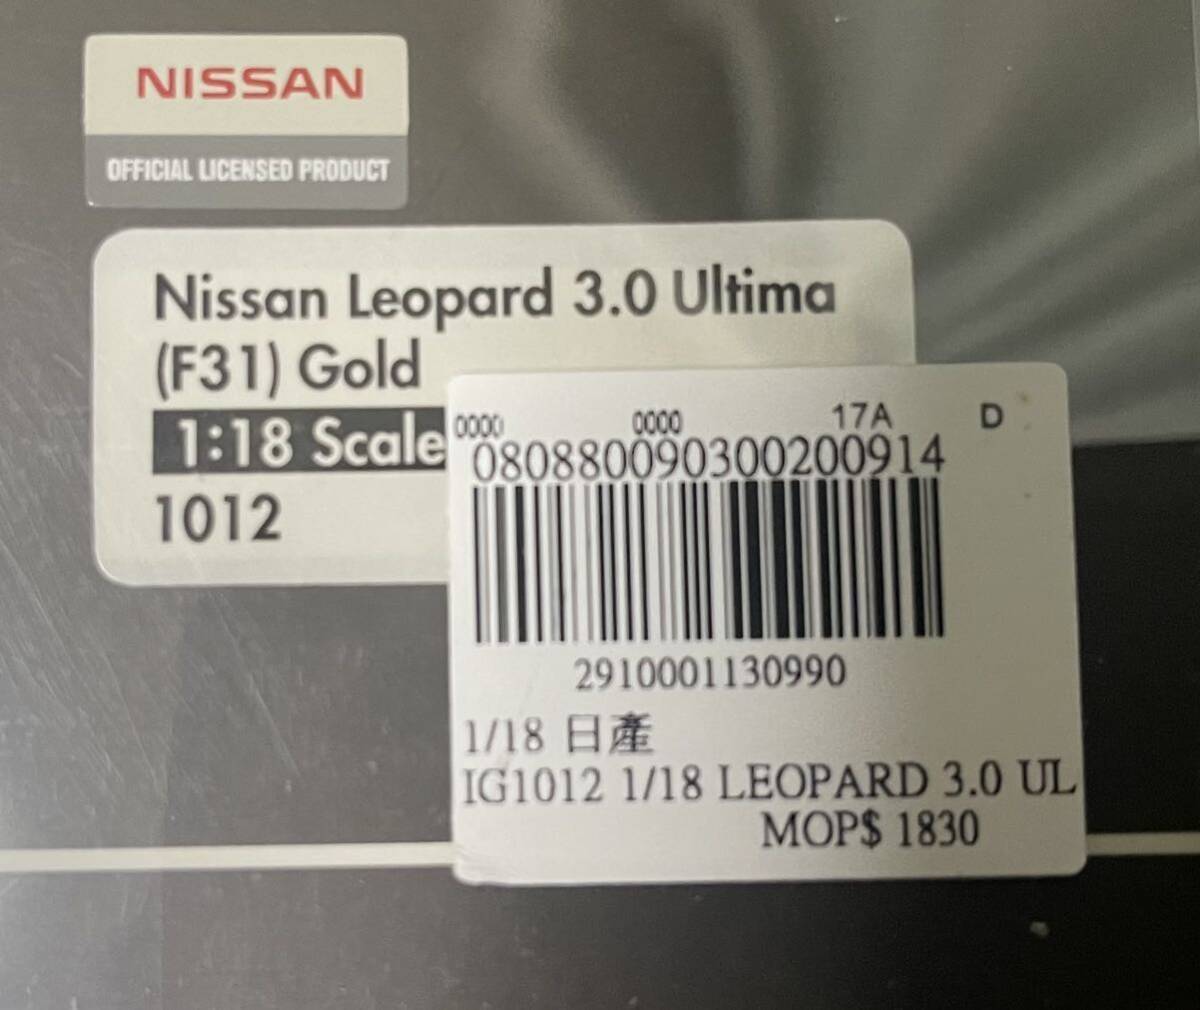 NISSAN
OFFICIAL LICENSED PRODUCT
Nissan Leopard 3.0 Ultima
(F31) Gold
1:18 Scale
1012
0000 0000 17A D
080880090300200914
2910001130990
1/18 日產
IG1012 1/18 LEOPARD 3.0 UL
MOP$ 1830